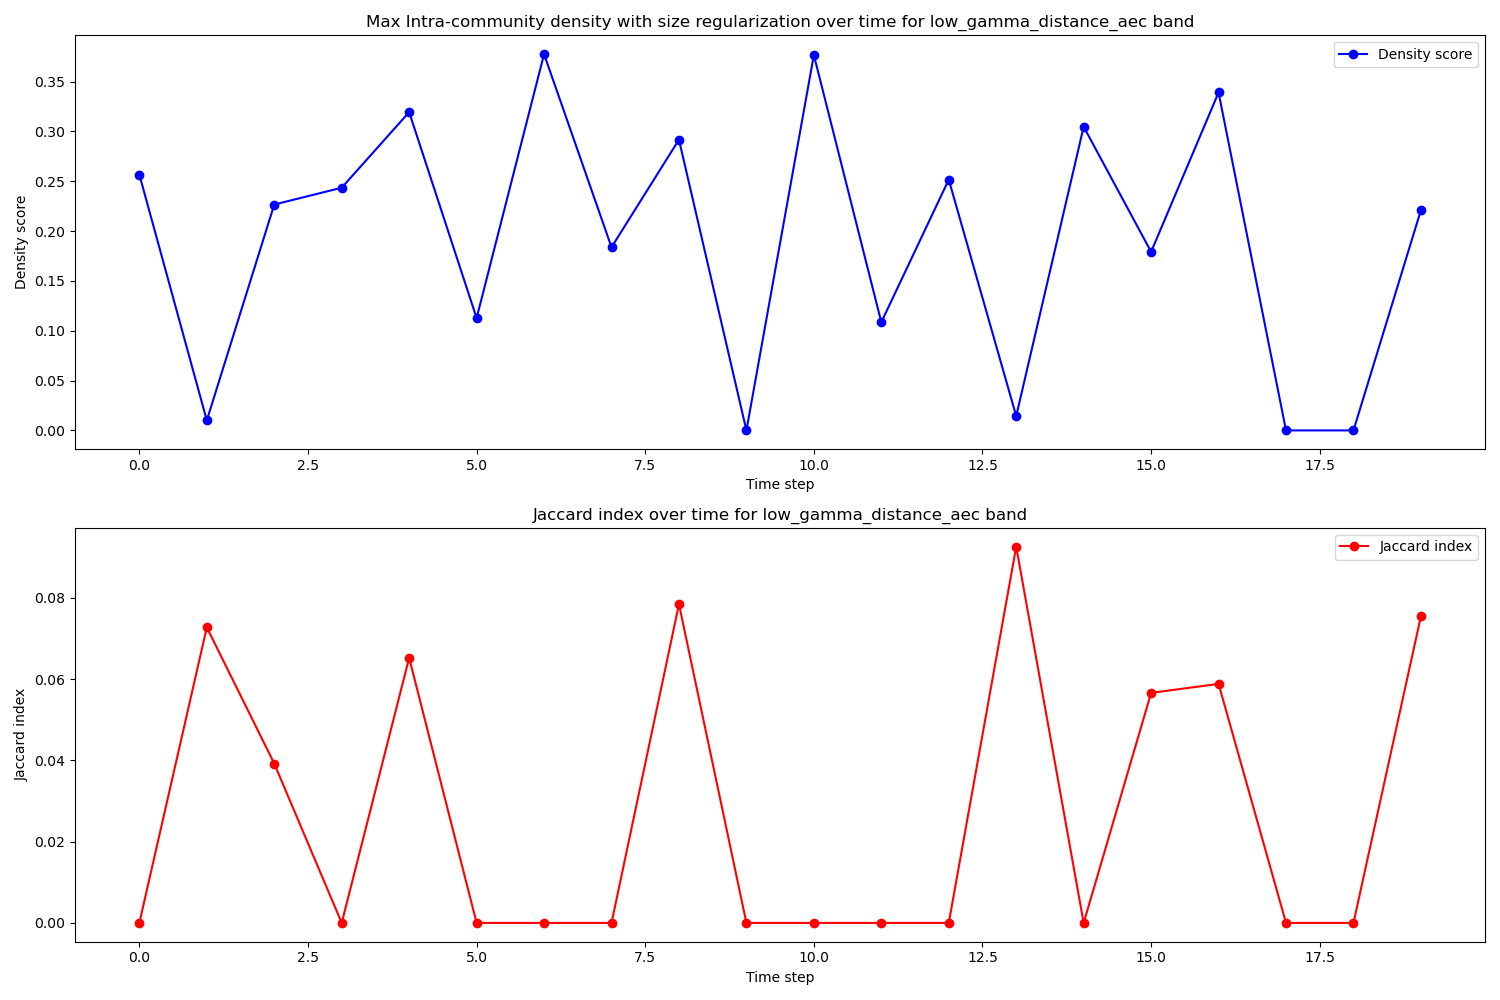 Max Intra-community density with size regularization over time for low_gamma_distance_aec band
Density score
0.35
0.30
0.25
0.20
0.15
0.10
0.05
0.00
Density score
0.0 2.5 5.0 7.5 10.0 12.5 15.0 17.5
Time step
Jaccard index over time for low_gamma_distance_aec band
Jaccard index
0.08
0.06
0.04
0.02
0.00
Jaccard index
0.0 2.5 5.0 7.5 10.0 12.5 15.0 17.5
Time step